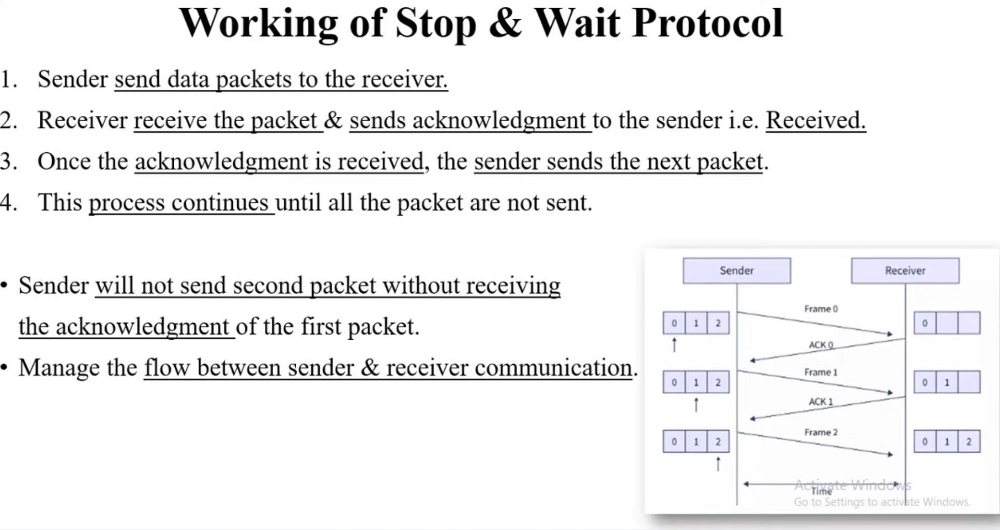 Working of Stop & Wait Protocol
1. Sender send data packets to the receiver.
2. Receiver receive the packet & sends acknowledgment to the sender i.e. Received.
3. Once the acknowledgment is received, the sender sends the next packet.
4. This process continues until all the packet are not sent.
• Sender will not send second packet without receiving
the acknowledgment of the first packet.
• Manage the flow between sender & receiver communication.
Sender Receiver
Frame 0
0 1 2 0
ACK 0
Frame 1
0 1 2 0 1
ACK 1
Frame 2
0 1 2 0 1 2
Time
Activate Windows
Go to Settings to activate Windows.